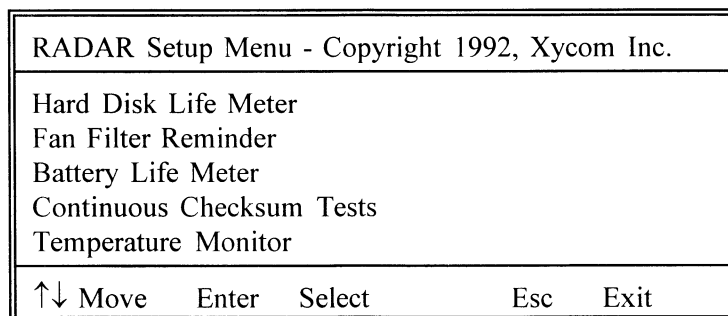 RADAR Setup Menu - Copyright 1992, Xycom Inc.
Hard Disk Life Meter
Fan Filter Reminder
Battery Life Meter
Continuous Checksum Tests
Temperature Monitor
↑↓ Move Enter Select Esc Exit